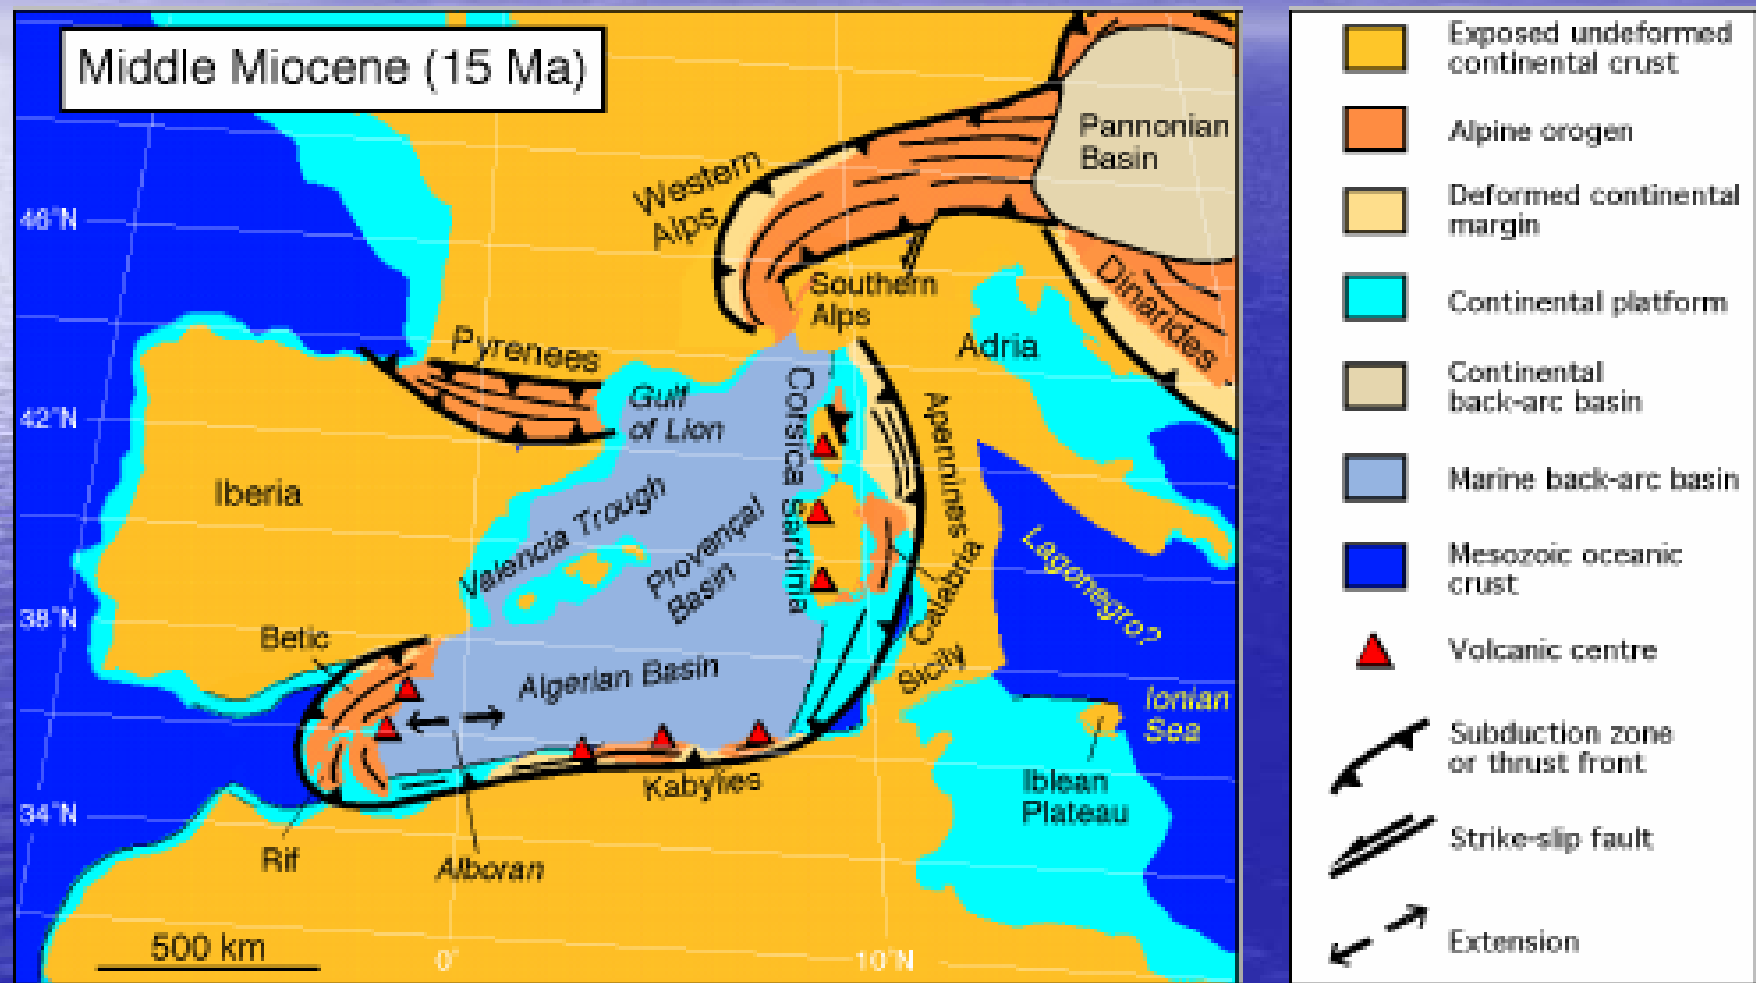 Middle Miocene (15 Ma)
Pannonian
Basin
Western
Alps
46°N
Southern
Alps
Dinarides
Adria
Pyrenees
Gulf
of Lion
42°N
Corsica
Sardinia
Apennines
Iberia
Valencia Trough
Provençal
Basin
Lagonegro?
Calabria
38°N
Betic
Sicily
Algerian Basin
Ionian
Sea
Kabylies
Iblean
Plateau
34°N
Rif
Alboran
500 km
0°
10°N
Exposed undeformed
continental crust
Alpine orogen
Deformed continental
margin
Continental platform
Continental
back-arc basin
Marine back-arc basin
Mesozoic oceanic
crust
Volcanic centre
Subduction zone
or thrust front
Strike-slip fault
Extension